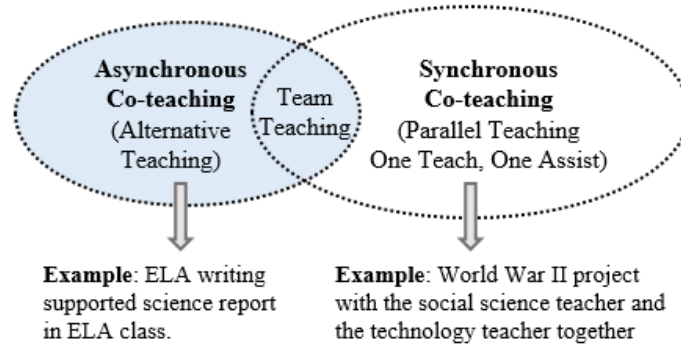 Asynchronous
Co-teaching
(Alternative
Teaching)
Team
Teaching
Synchronous
Co-teaching
(Parallel Teaching
One Teach, One Assist)
Example: ELA writing
supported science report
in ELA class.
Example: World War II project
with the social science teacher and
the technology teacher together